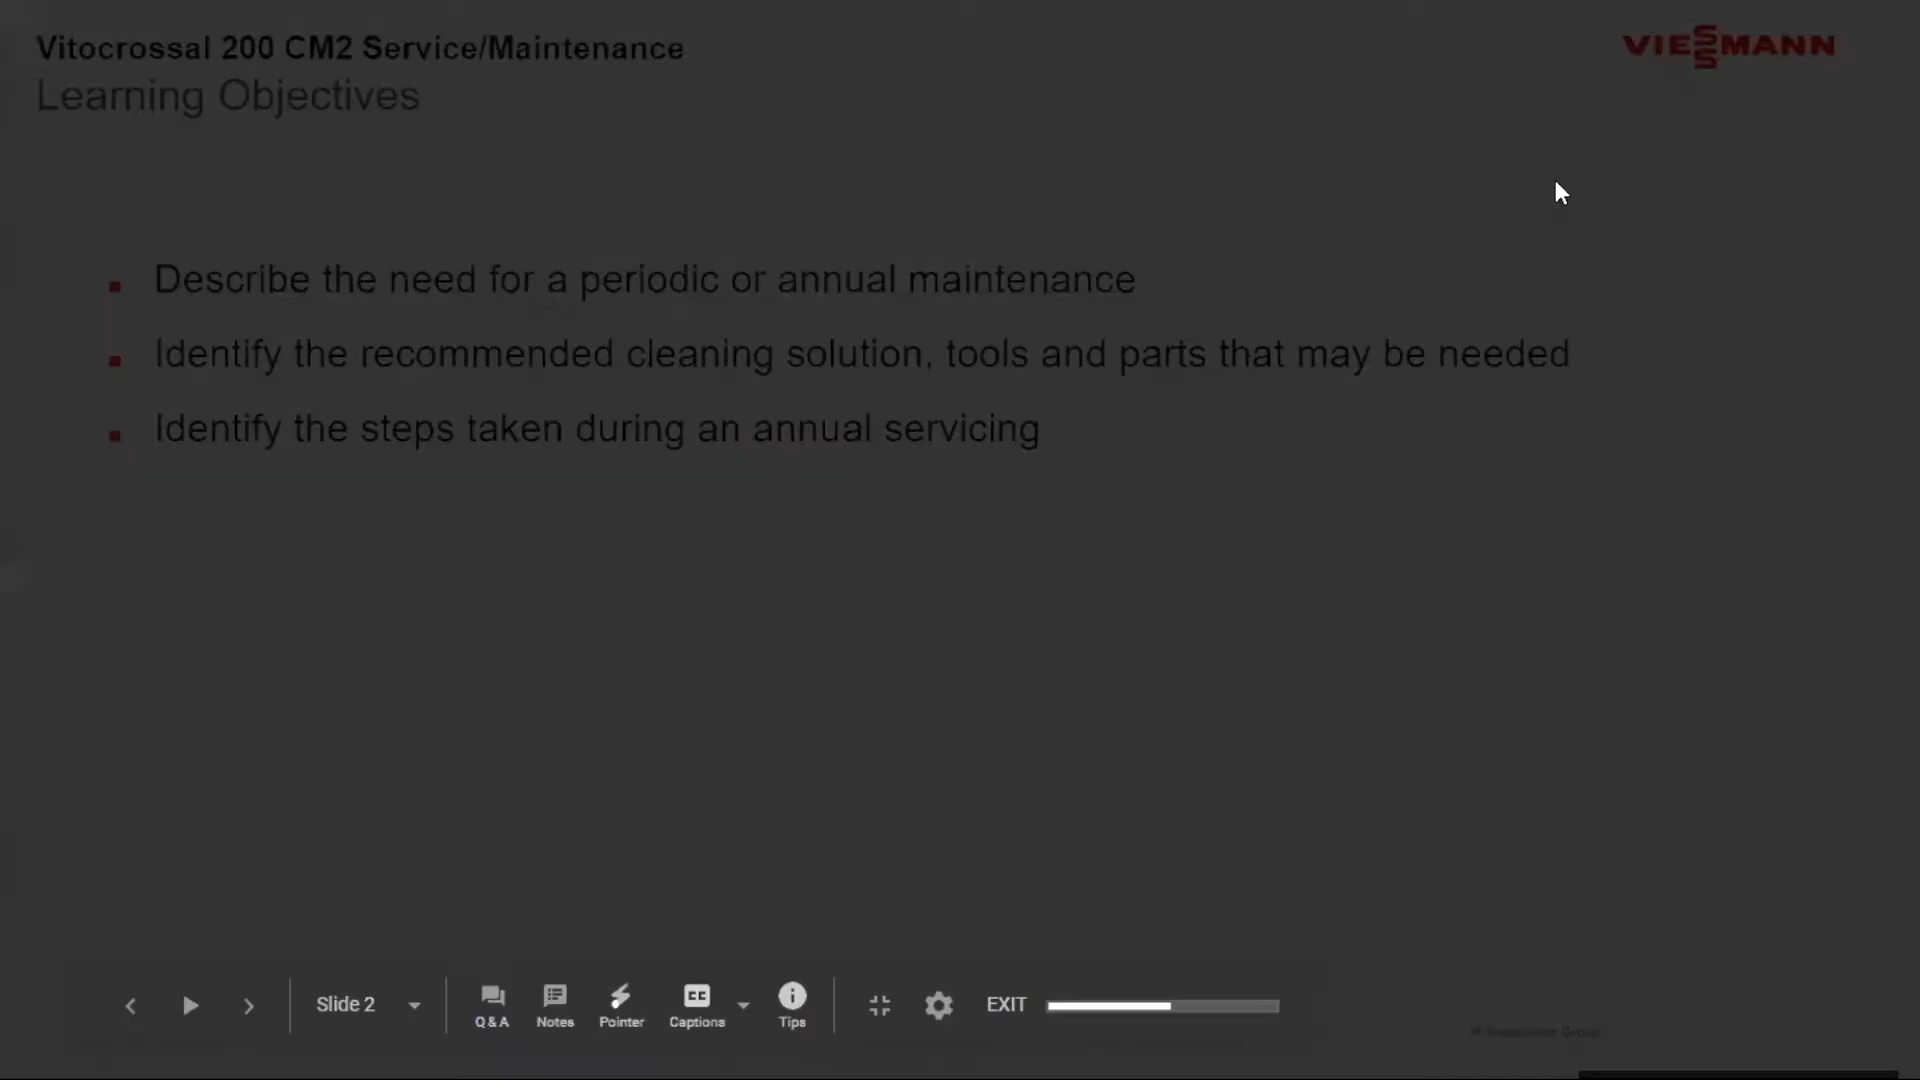 Vitocrossal 200 CM2 Service/Maintenance
VIESSMANN
Learning Objectives
Describe the need for a periodic or annual maintenance
Identify the recommended cleaning solution, tools and parts that may be needed
Identify the steps taken during an annual servicing
Slide 2
Q & A
Notes
Pointer
CC
Captions
Tips
EXIT